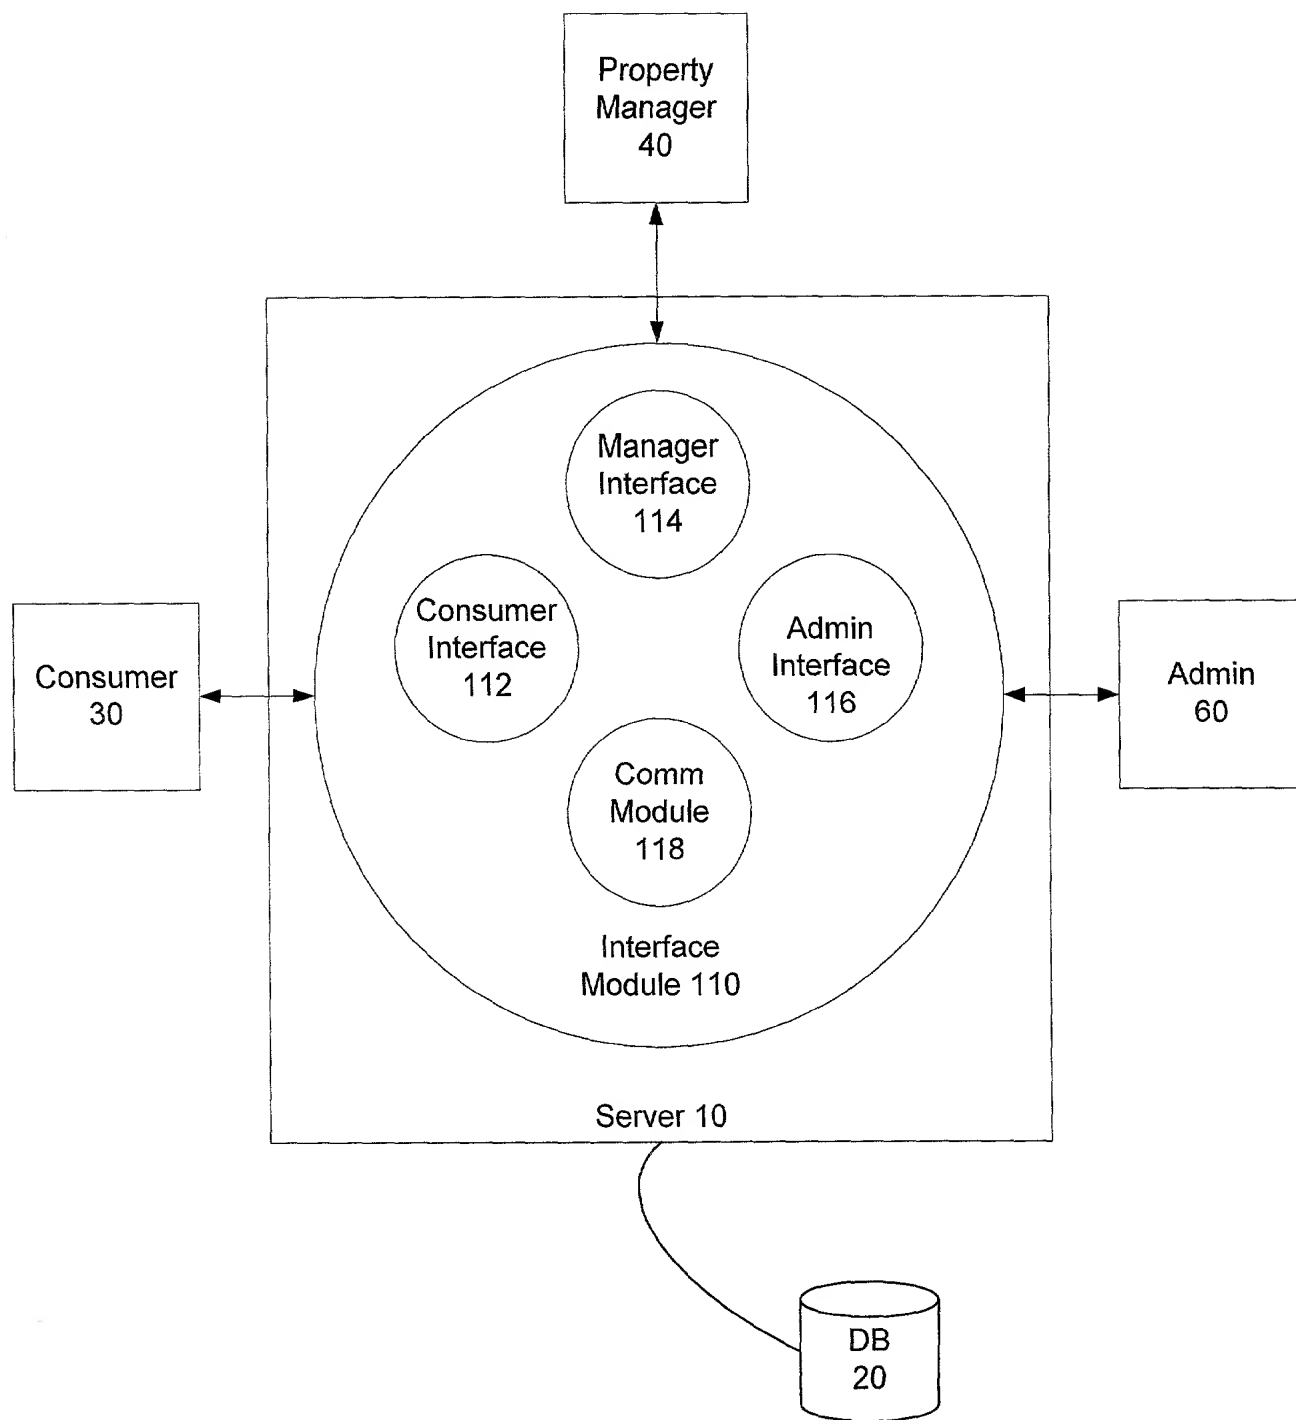 Property
Manager
40
Manager
Interface
114
Consumer
Interface
112
Admin
Interface
116
Consumer
30
Admin
60
Comm
Module
118
Interface
Module 110
Server 10
DB
20